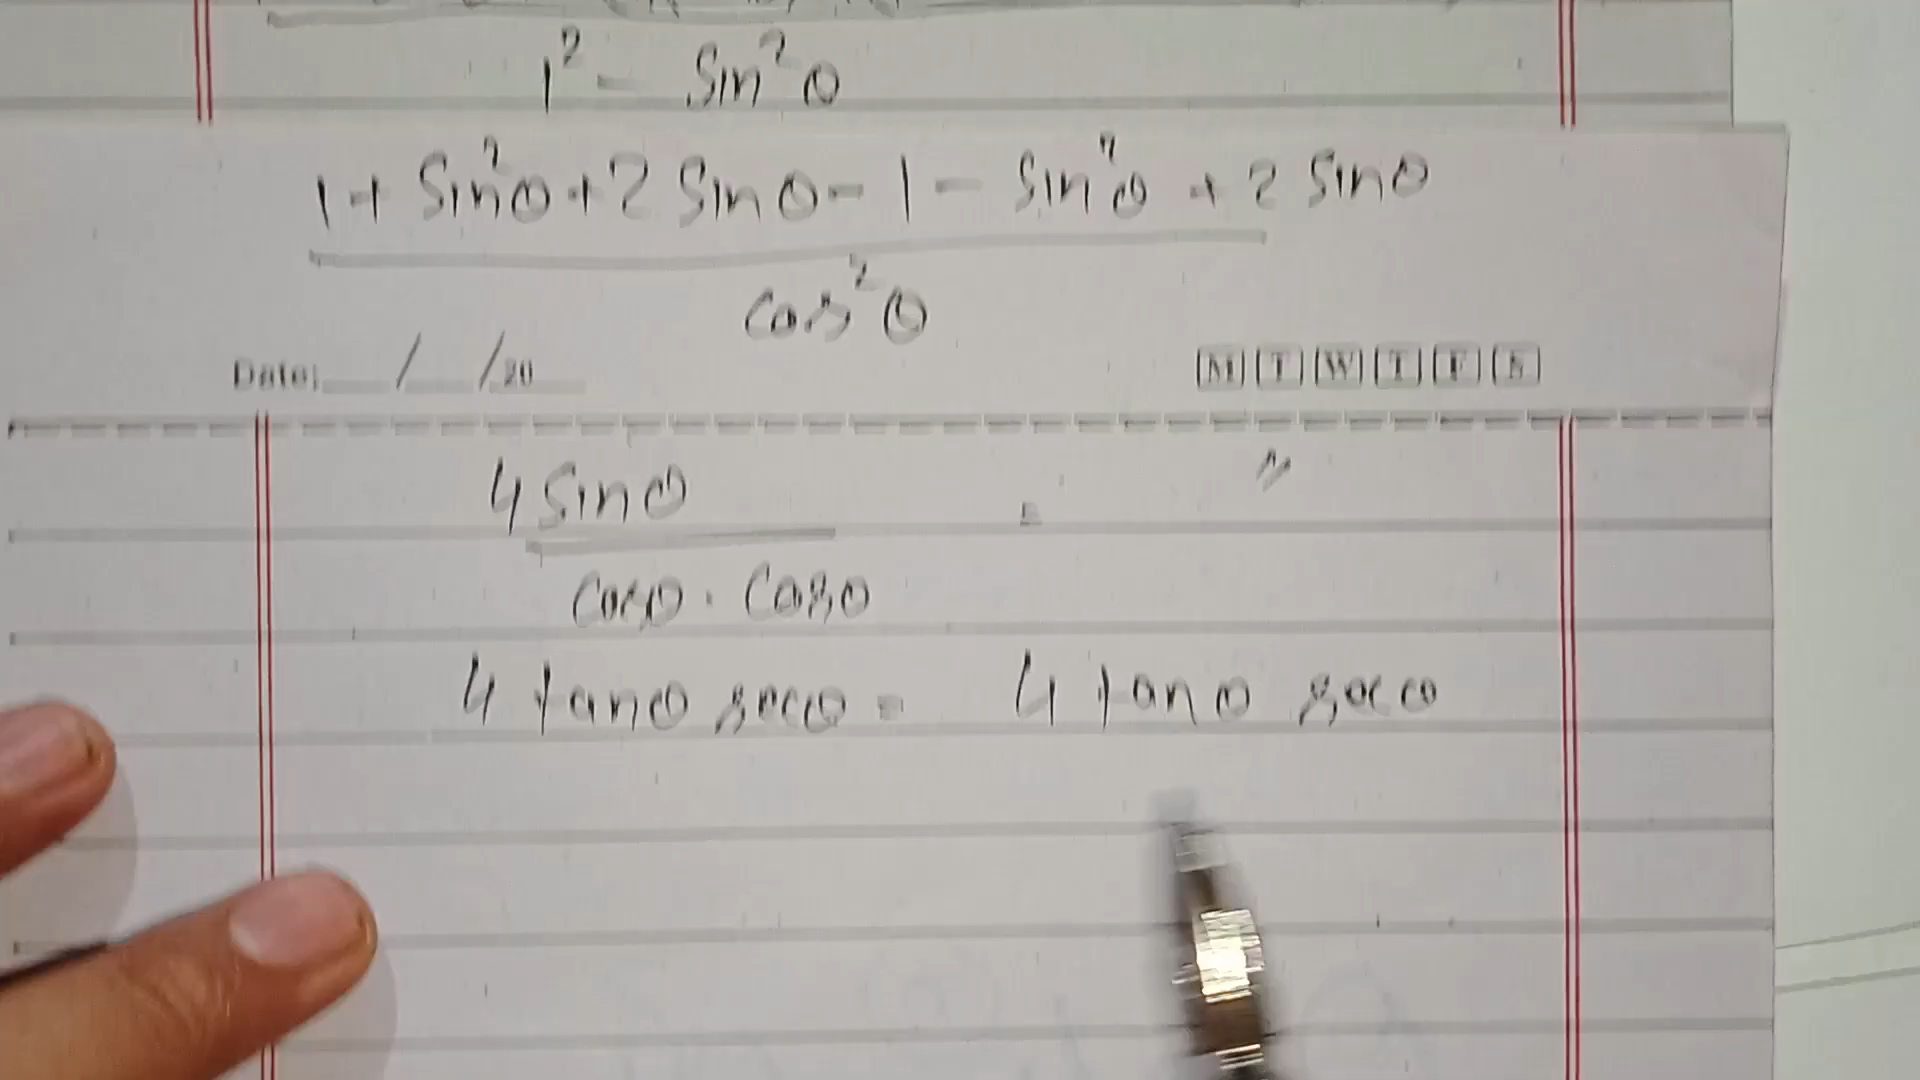 1² - Sin²θ
1 + Sin²θ + 2 Sinθ - 1 - Sin²θ + 2 Sinθ
cos²θ
Date: / /20 M T W T F S
4 Sinθ =
Cosθ . Cosθ
4 tanθ secθ = 4 tanθ secθ